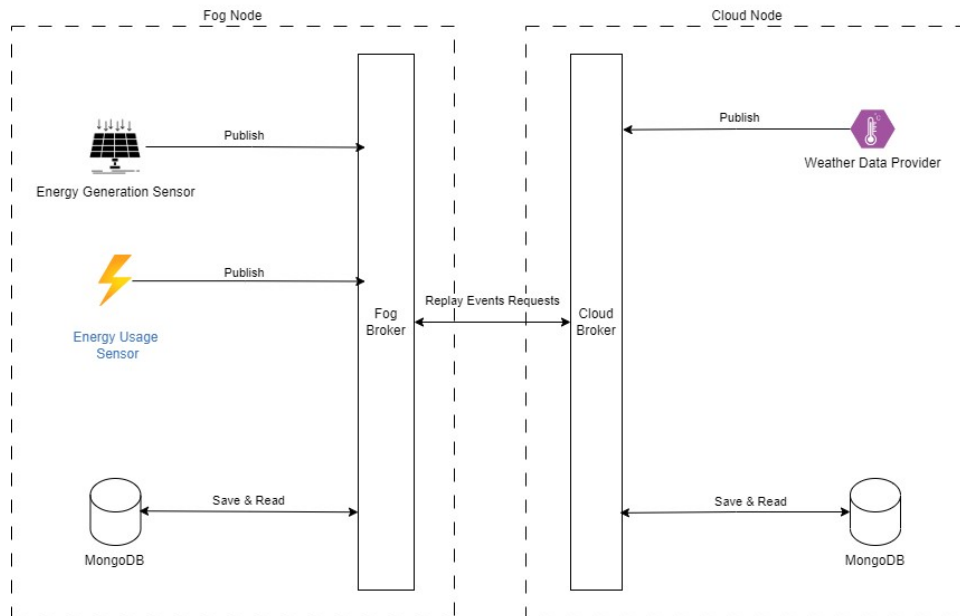 Fog Node
Cloud Node
Publish
Energy Generation Sensor
Publish
Weather Data Provider
Publish
Energy Usage
Sensor
Fog
Broker
Replay Events Requests
Cloud
Broker
Save & Read
MongoDB
Save & Read
MongoDB